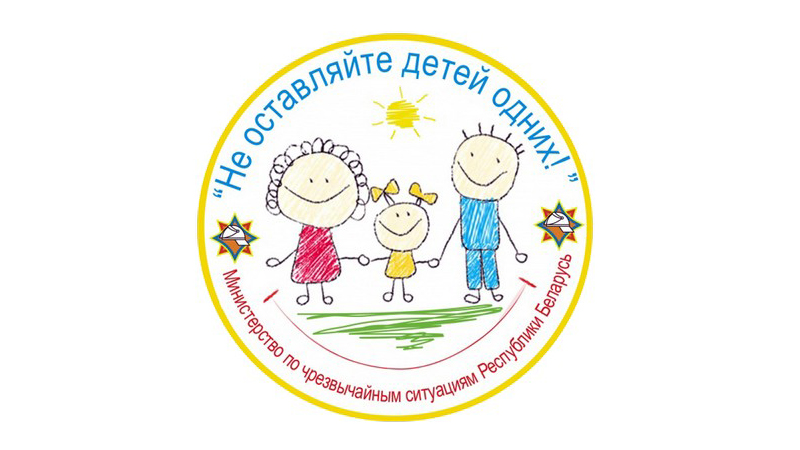 “Не оставляйте детей одних! ”
Министерство по чрезвычайным ситуациям Республики Беларусь